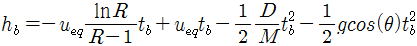 h_b = -u_{eq} \frac{\ln R}{R-1} t_b + u_{eq} t_b - \frac{1}{2} \frac{D}{M} t_b^2 - \frac{1}{2} g cos(θ) t_b^2